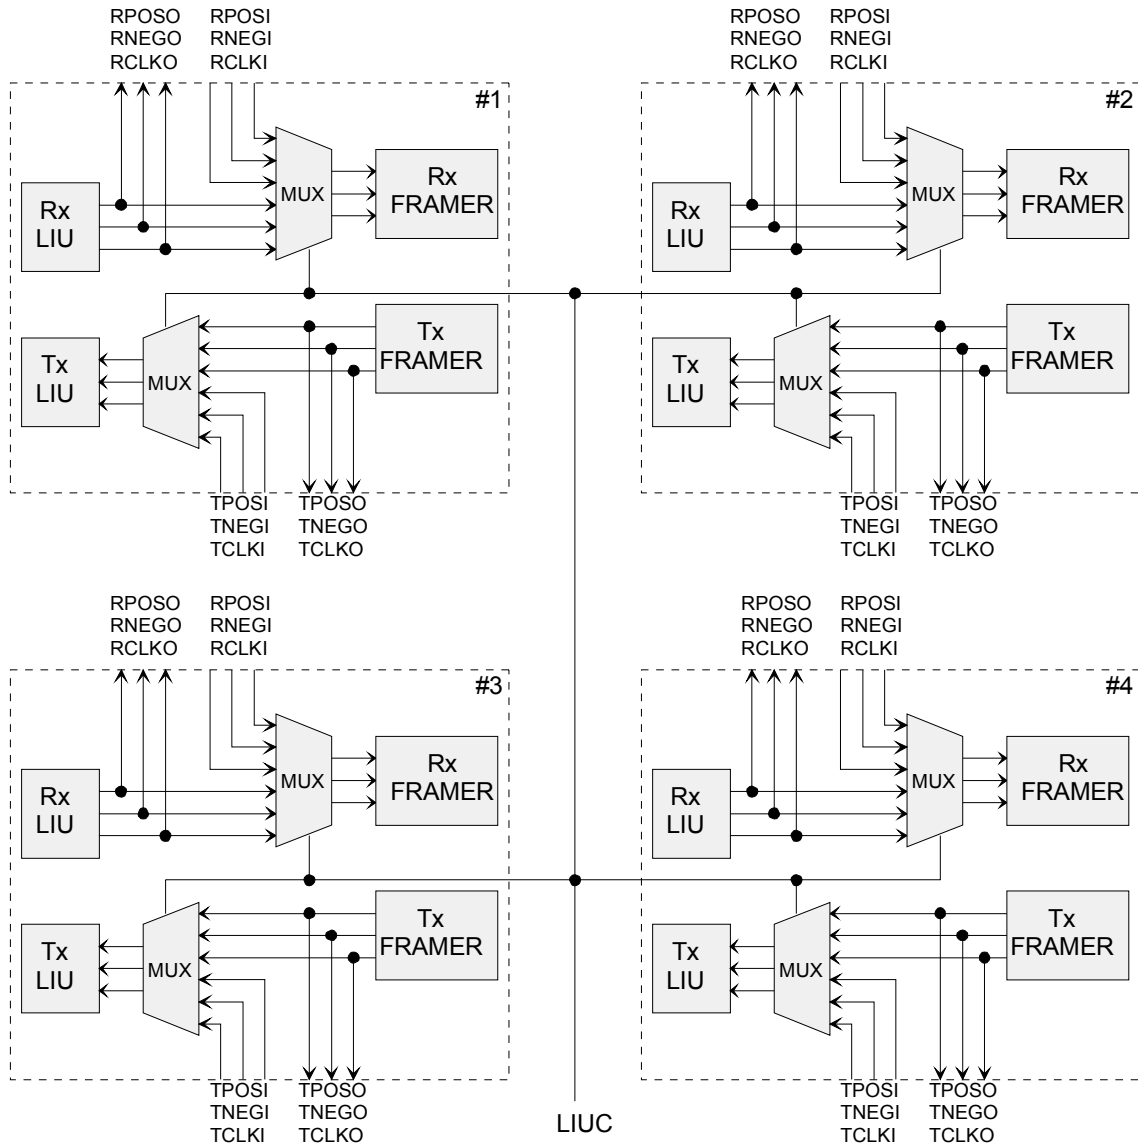 RPOSO
RNEGO
RCLKO
RPOSI
RNEGI
RCLKI
#1
Rx
LIU
MUX
Rx
FRAMER
Tx
LIU
MUX
Tx
FRAMER
TPOSI
TNEGI
TCLKI
TPOSO
TNEGO
TCLKO
RPOSO
RNEGO
RCLKO
RPOSI
RNEGI
RCLKI
#2
Rx
LIU
MUX
Rx
FRAMER
Tx
LIU
MUX
Tx
FRAMER
TPOSI
TNEGI
TCLKI
TPOSO
TNEGO
TCLKO
RPOSO
RNEGO
RCLKO
RPOSI
RNEGI
RCLKI
#3
Rx
LIU
MUX
Rx
FRAMER
Tx
LIU
MUX
Tx
FRAMER
TPOSI
TNEGI
TCLKI
TPOSO
TNEGO
TCLKO
RPOSO
RNEGO
RCLKO
RPOSI
RNEGI
RCLKI
#4
Rx
LIU
MUX
Rx
FRAMER
Tx
LIU
MUX
Tx
FRAMER
TPOSI
TNEGI
TCLKI
TPOSO
TNEGO
TCLKO
LIUC